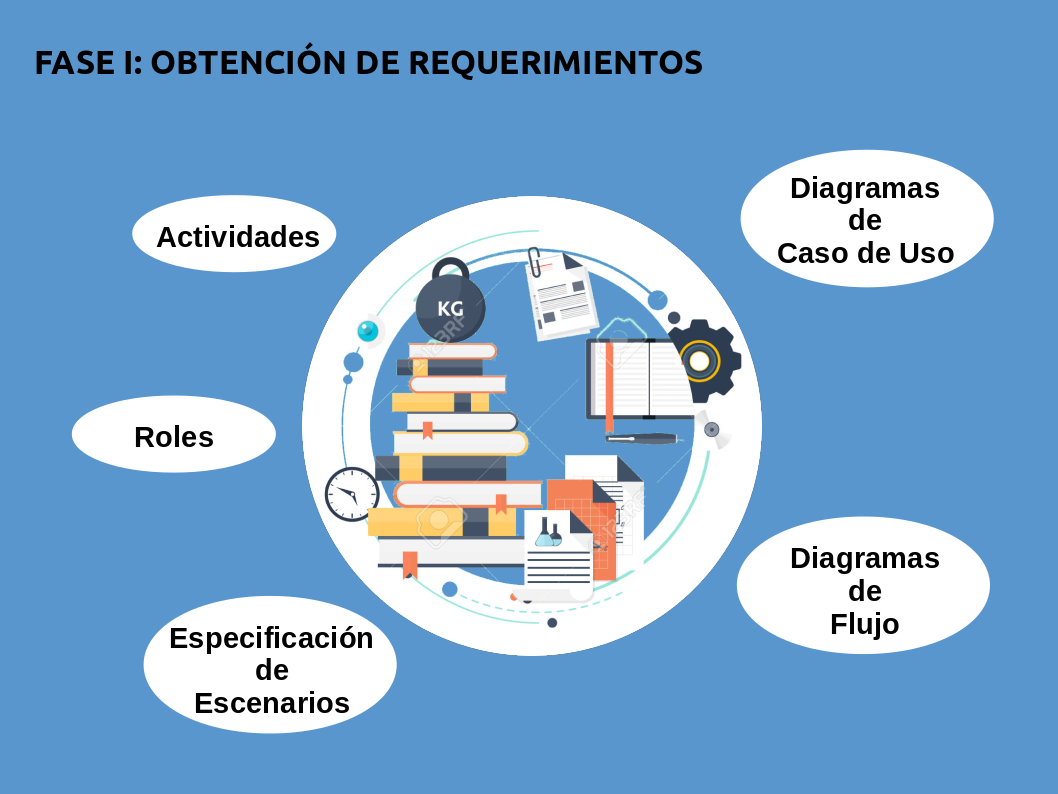 FASE I: OBTENCIÓN DE REQUERIMIENTOS
Actividades
Diagramas
de
Caso de Uso
KG
Roles
Especificación
de
Escenarios
Diagramas
de
Flujo